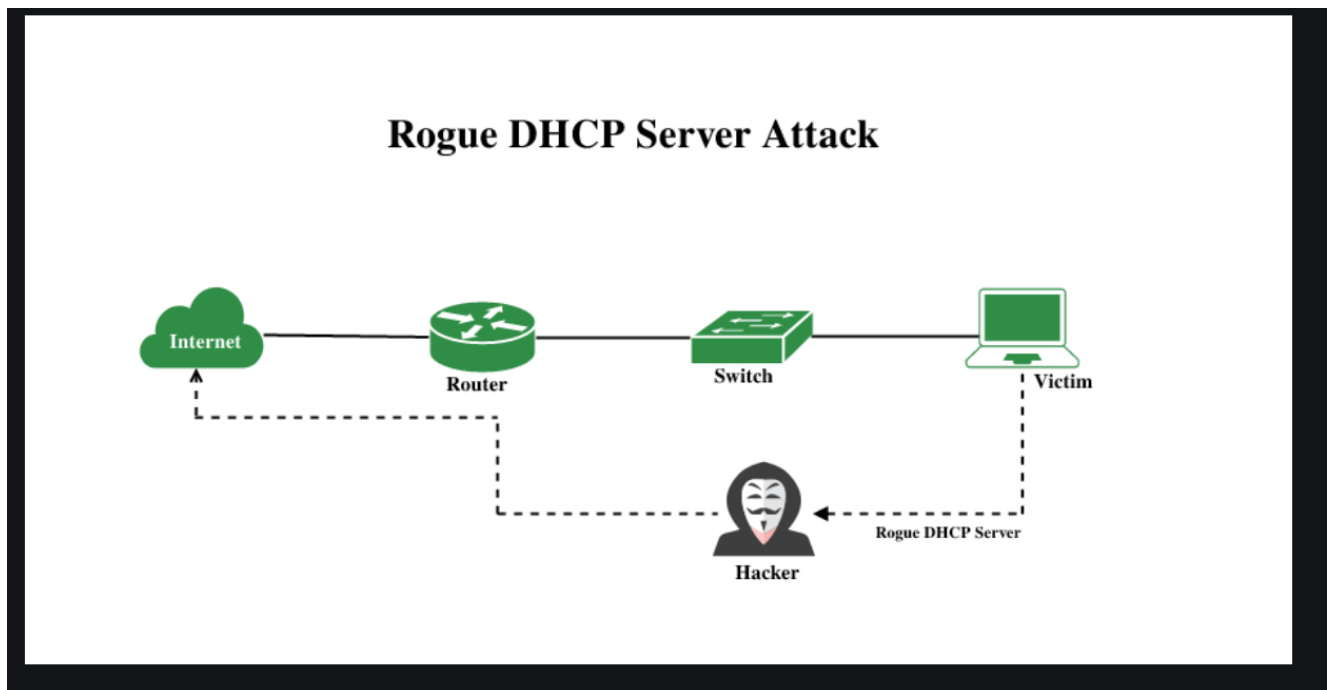 Rogue DHCP Server Attack
Internet
Router
Switch
Victim
Rogue DHCP Server
Hacker